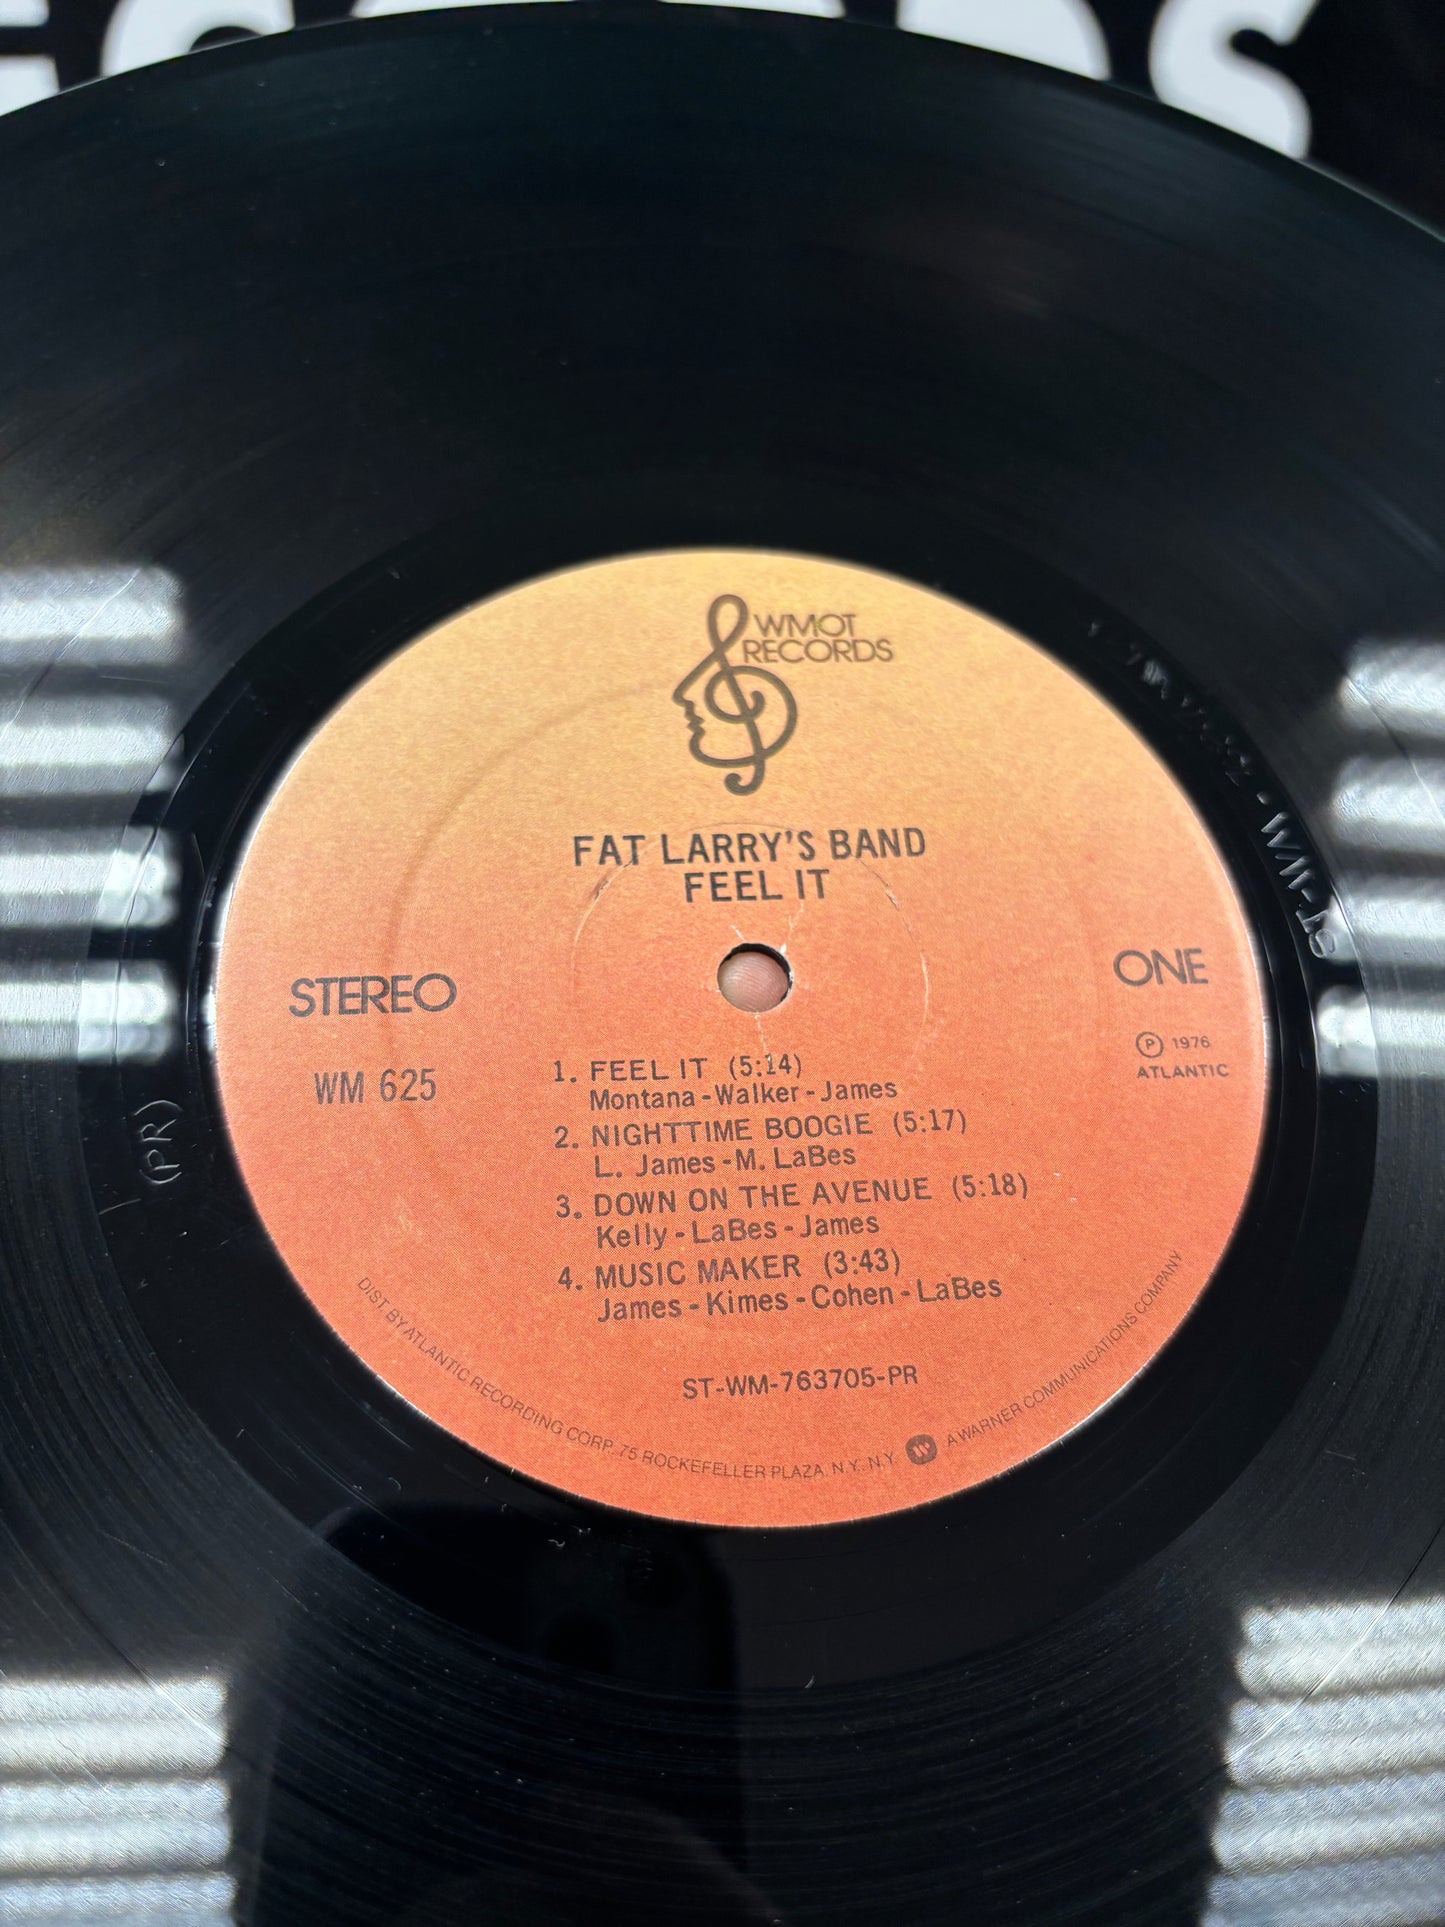 WMOT
RECORDS
FAT LARRY'S BAND
FEEL IT
STEREO
ONE
WM 625
Ⓟ 1976
ATLANTIC
1. FEEL IT (5:14)
Montana - Walker - James
2. NIGHTTIME BOOGIE (5:17)
L. James - M. LaBes
3. DOWN ON THE AVENUE (5:18)
Kelly - LaBes - James
4. MUSIC MAKER (3:43)
James - Kimes - Cohen - LaBes
ST-WM-763705-PR
DIST. BY ATLANTIC RECORDING CORP. 75 ROCKEFELLER PLAZA, N.Y. N.Y. A WARNER COMMUNICATIONS COMPANY
(PR)
ST-WM-